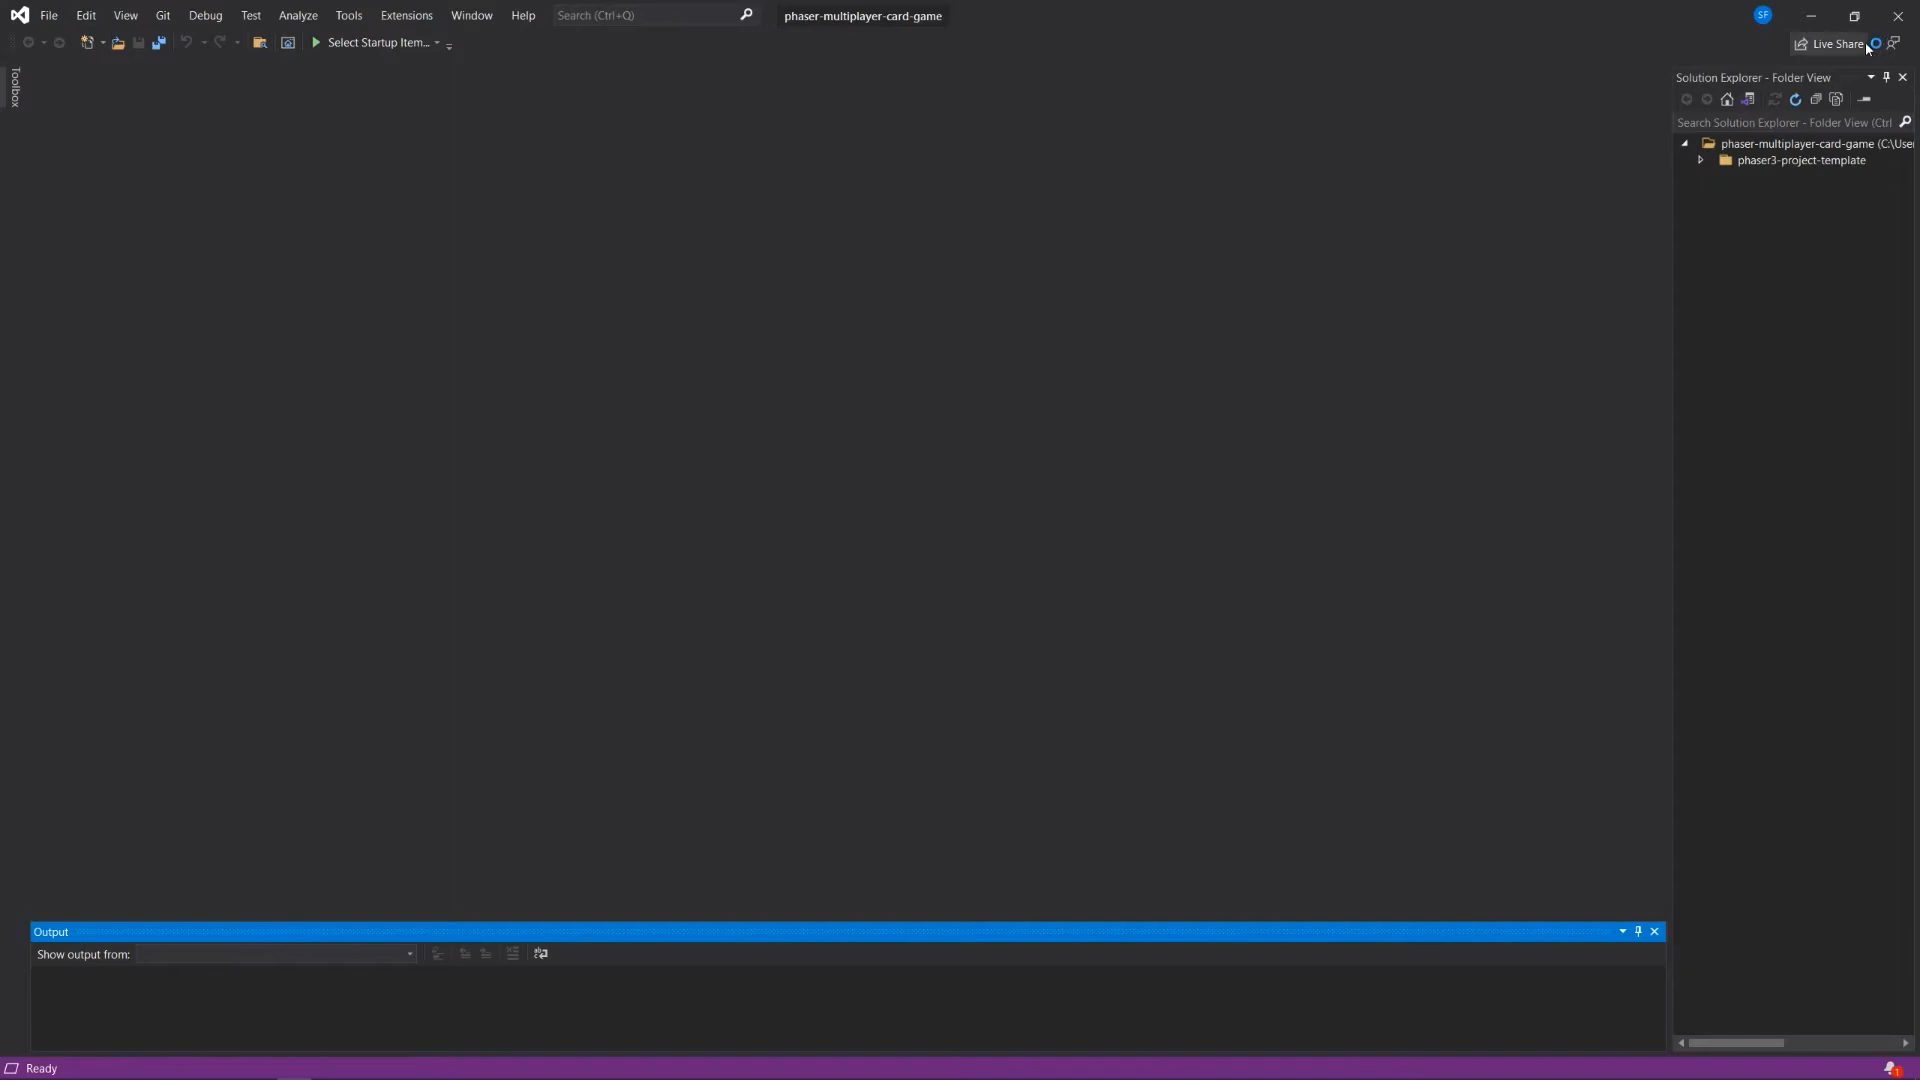 File Edit View Git Debug Test Analyze Tools Extensions Window Help Search (Ctrl+Q) phaser-multiplayer-card-game SF
Select Startup Item... Live Share
Toolbox
Solution Explorer - Folder View
Search Solution Explorer - Folder View (Ctrl
phaser-multiplayer-card-game (C:\User
phaser3-project-template
Output
Show output from:
Ready 1